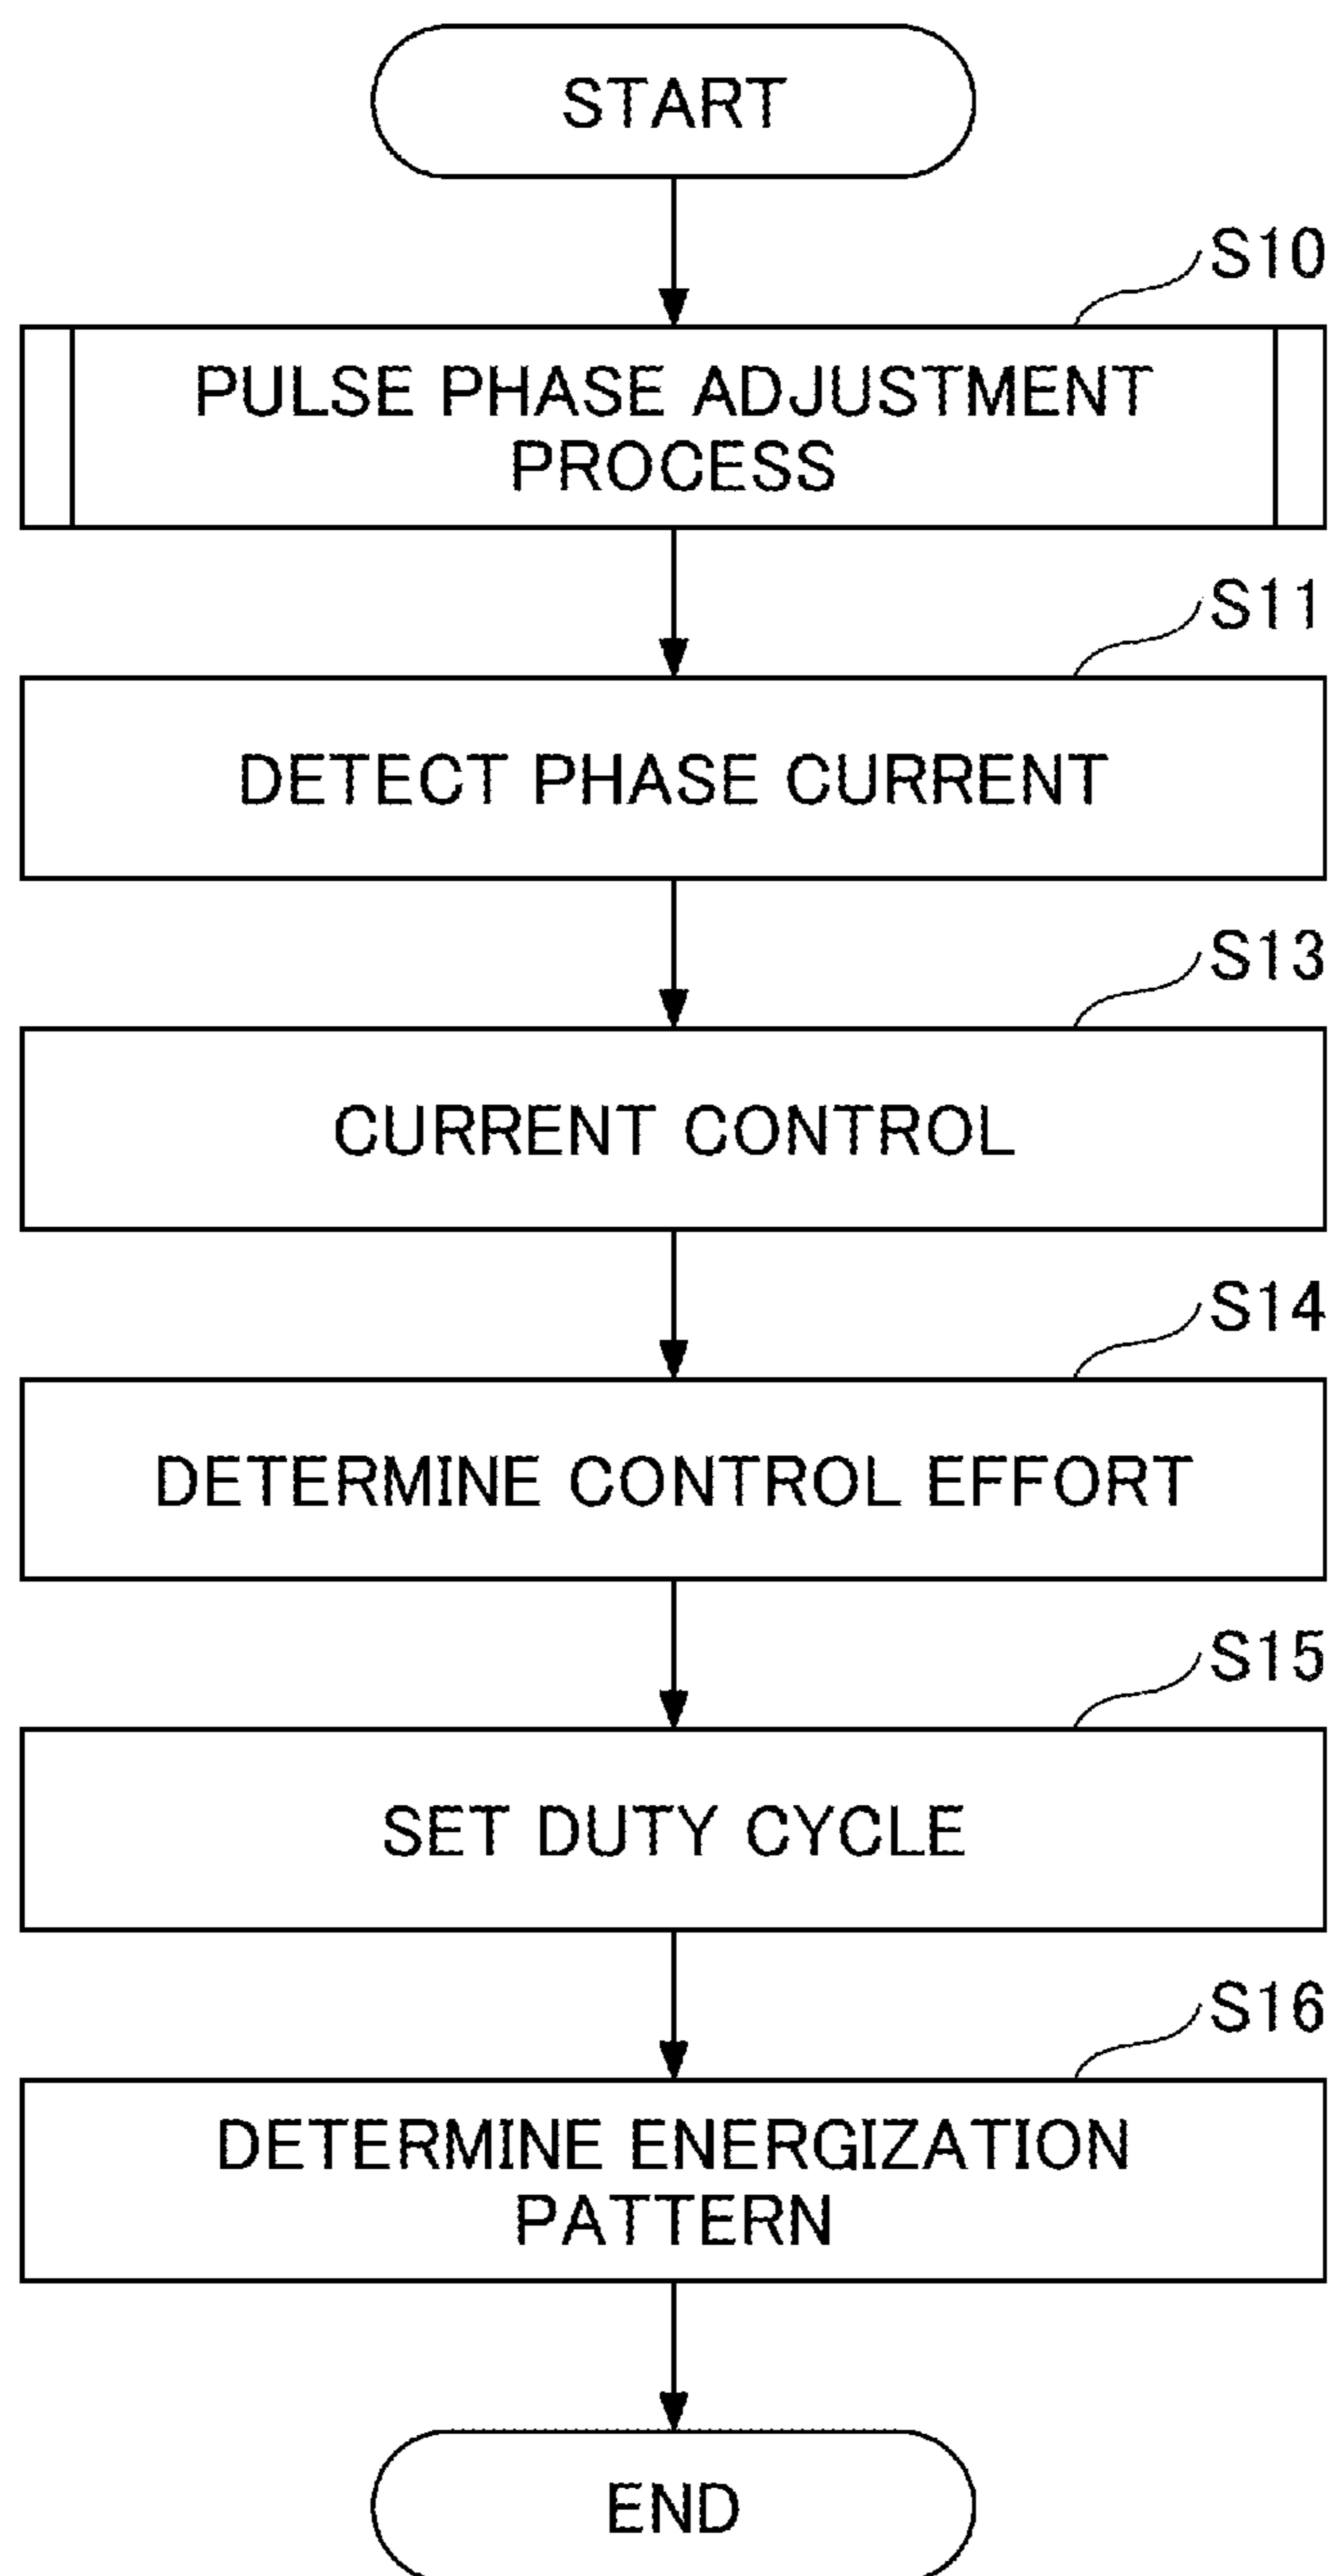 START
S10
PULSE PHASE ADJUSTMENT
PROCESS
S11
DETECT PHASE CURRENT
S13
CURRENT CONTROL
S14
DETERMINE CONTROL EFFORT
S15
SET DUTY CYCLE
S16
DETERMINE ENERGIZATION
PATTERN
END